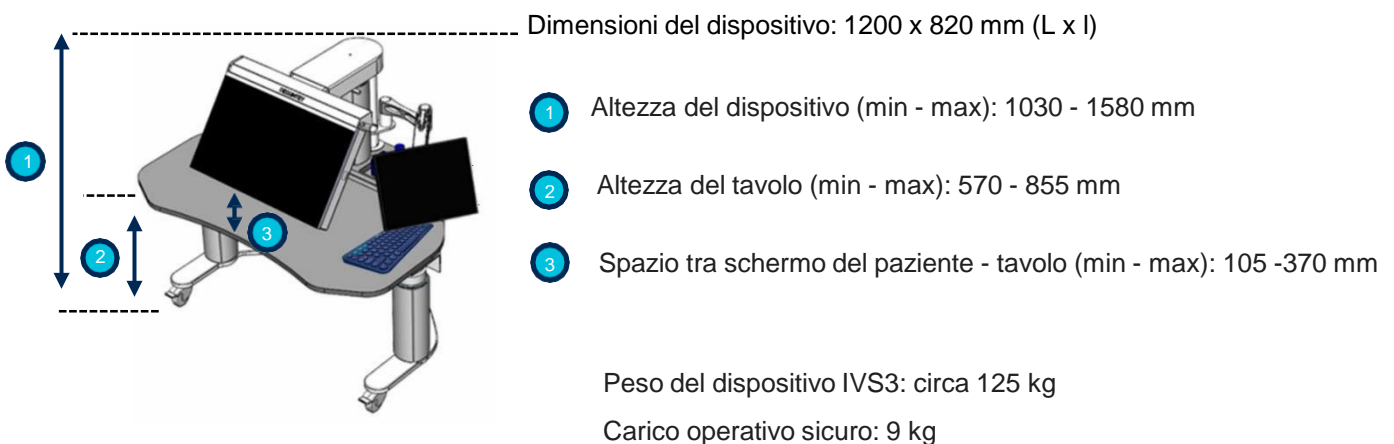 Dimensioni del dispositivo: 1200 x 820 mm (L x l)
1 Altezza del dispositivo (min - max): 1030 - 1580 mm
1
2 Altezza del tavolo (min - max): 570 - 855 mm
3
2
3 Spazio tra schermo del paziente - tavolo (min - max): 105 -370 mm
Peso del dispositivo IVS3: circa 125 kg
Carico operativo sicuro: 9 kg